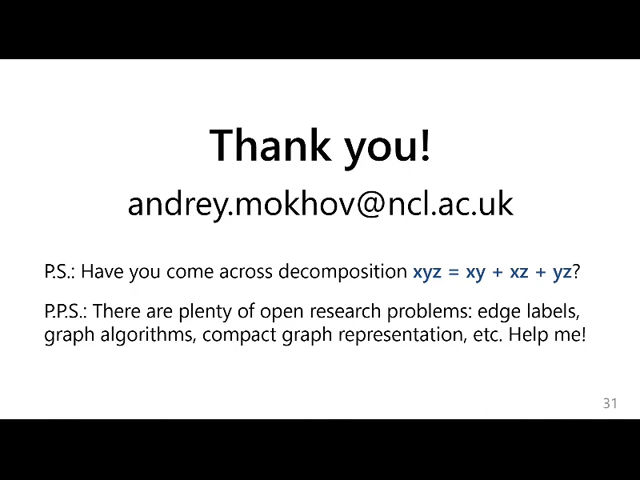 Thank you!
andrey.mokhov@ncl.ac.uk
P.S.: Have you come across decomposition xyz = xy + xz + yz?
P.P.S.: There are plenty of open research problems: edge labels,
graph algorithms, compact graph representation, etc. Help me!
31